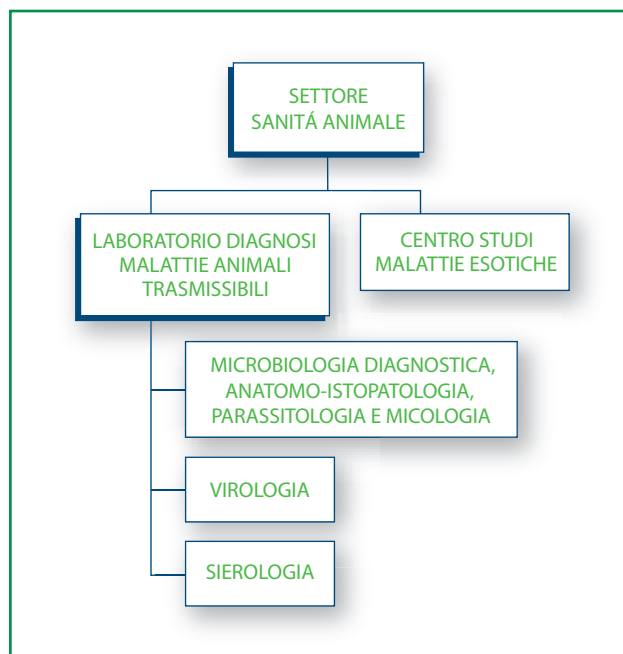 SETTORE
SANITÁ ANIMALE
LABORATORIO DIAGNOSI
MALATTIE ANIMALI
TRASMISSIBILI
CENTRO STUDI
MALATTIE ESOTICHE
MICROBIOLOGIA DIAGNOSTICA,
ANATOMO-ISTOPATOLOGIA,
PARASSITOLOGIA E MICOLOGIA
VIROLOGIA
SIEROLOGIA